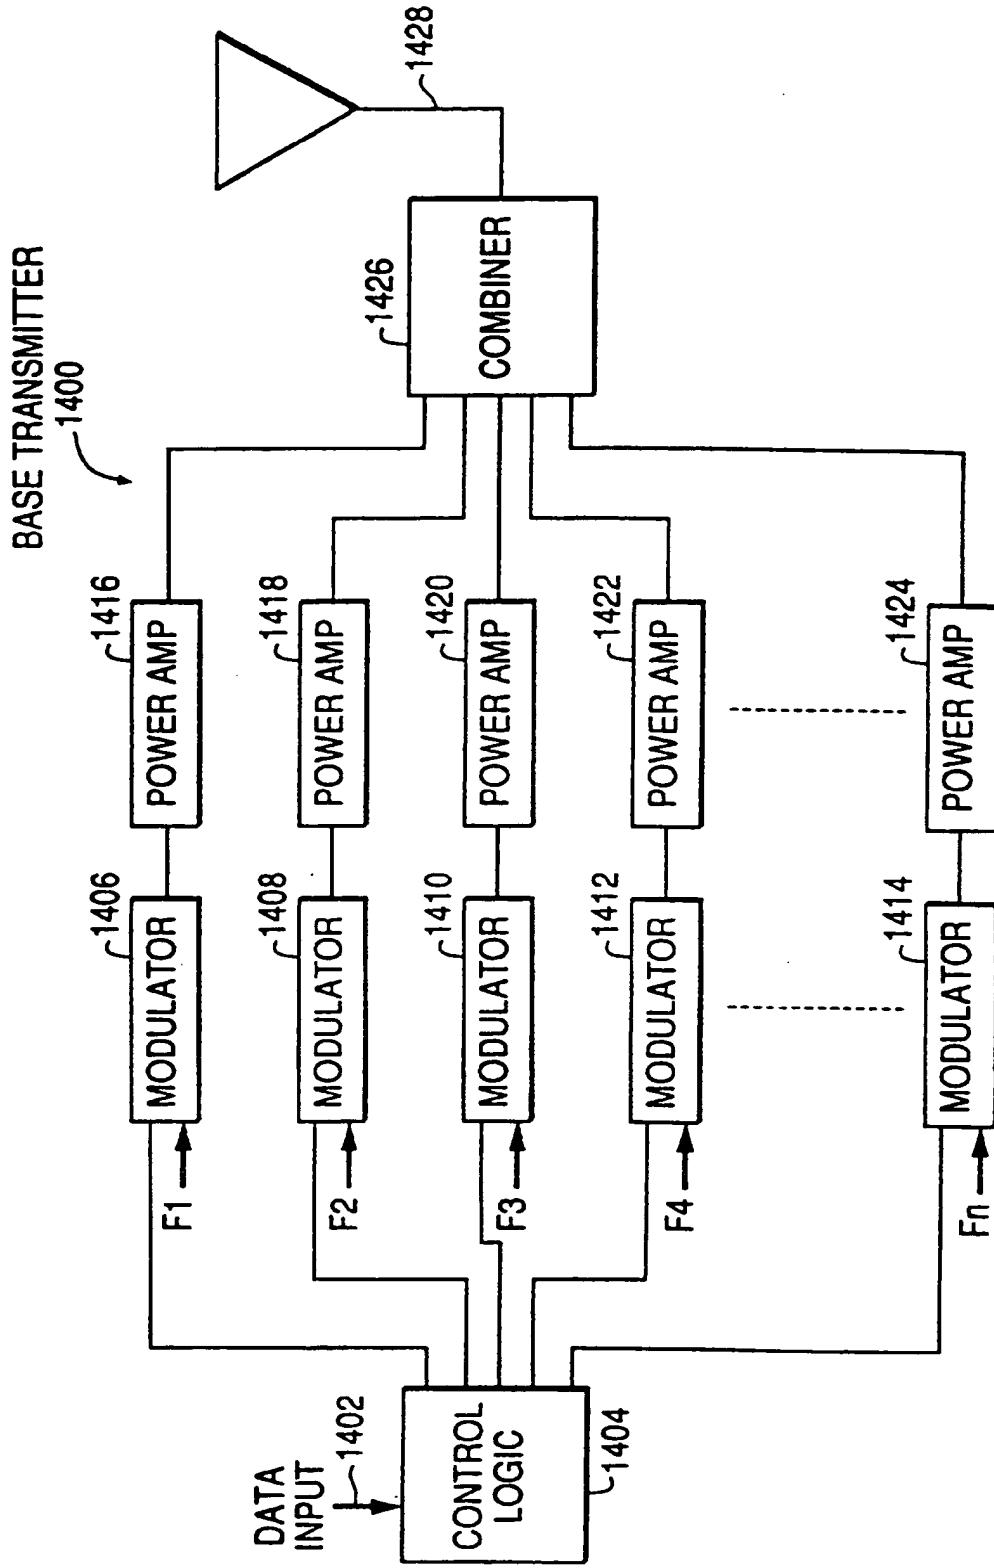 BASE TRANSMITTER
1400
DATA
INPUT
1402
CONTROL
LOGIC
1404
F1
MODULATOR
1406
POWER AMP
1416
F2
MODULATOR
1408
POWER AMP
1418
F3
MODULATOR
1410
POWER AMP
1420
F4
MODULATOR
1412
POWER AMP
1422
Fn
MODULATOR
1414
POWER AMP
1424
COMBINER
1426
1428